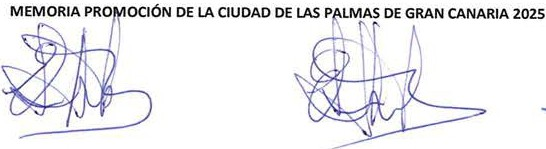 MEMORIA PROMOCIÓN DE LA CIUDAD DE LAS PALMAS DE GRAN CANARIA 2025